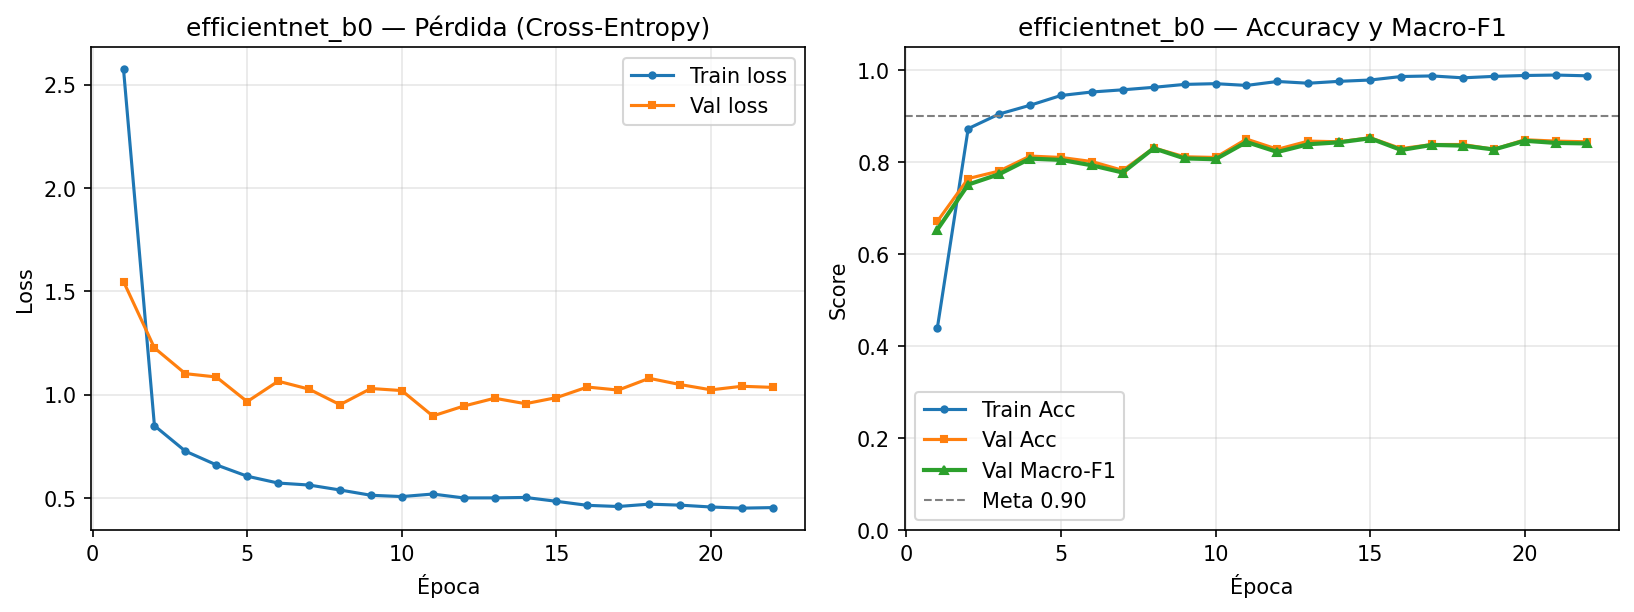 efficientnet_b0 — Pérdida (Cross-Entropy)
Train loss
Val loss
2.5
2.0
1.5
1.0
0.5
Loss
0
5
10
15
20
Época
efficientnet_b0 — Accuracy y Macro-F1
1.0
0.8
0.6
0.4
0.2
0.0
Score
Train Acc
Val Acc
Val Macro-F1
Meta 0.90
0
5
10
15
20
Época